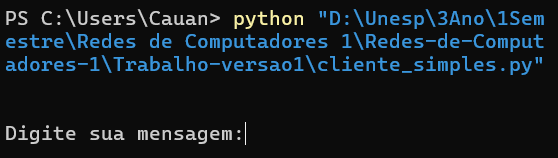 PS C:\Users\Cauan> python "D:\Unesp\3Ano\1Sem
estre\Redes de Computadores 1\Redes-de-Comput
adores-1\Trabalho-versao1\cliente_simples.py"
Digite sua mensagem: